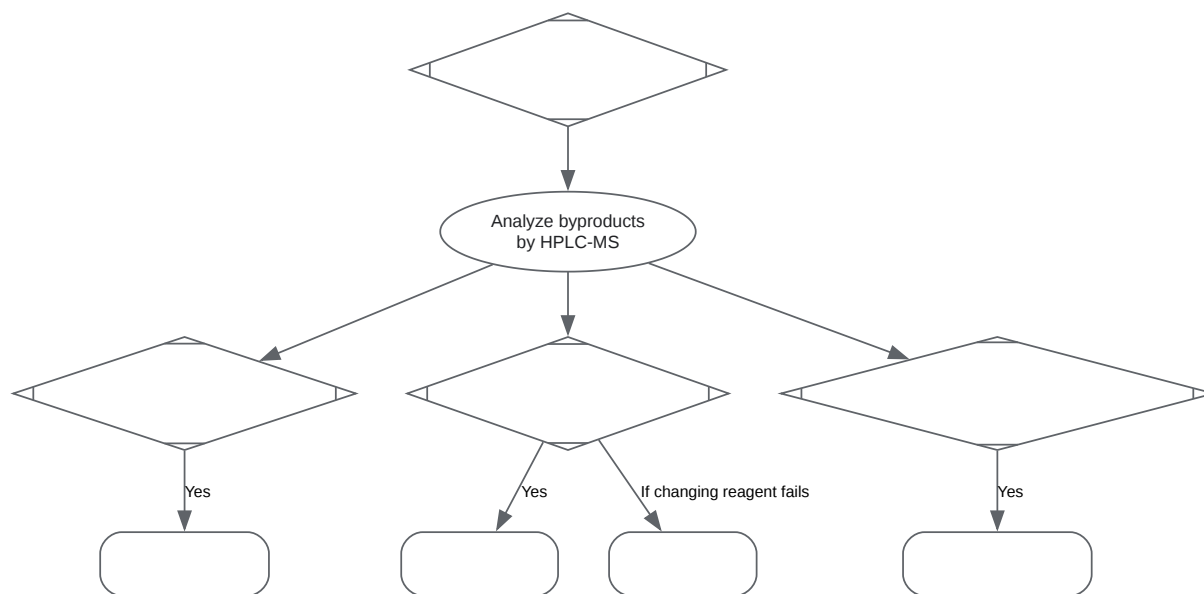 Analyze byproducts
by HPLC-MS
Yes
Yes
If changing reagent fails
Yes